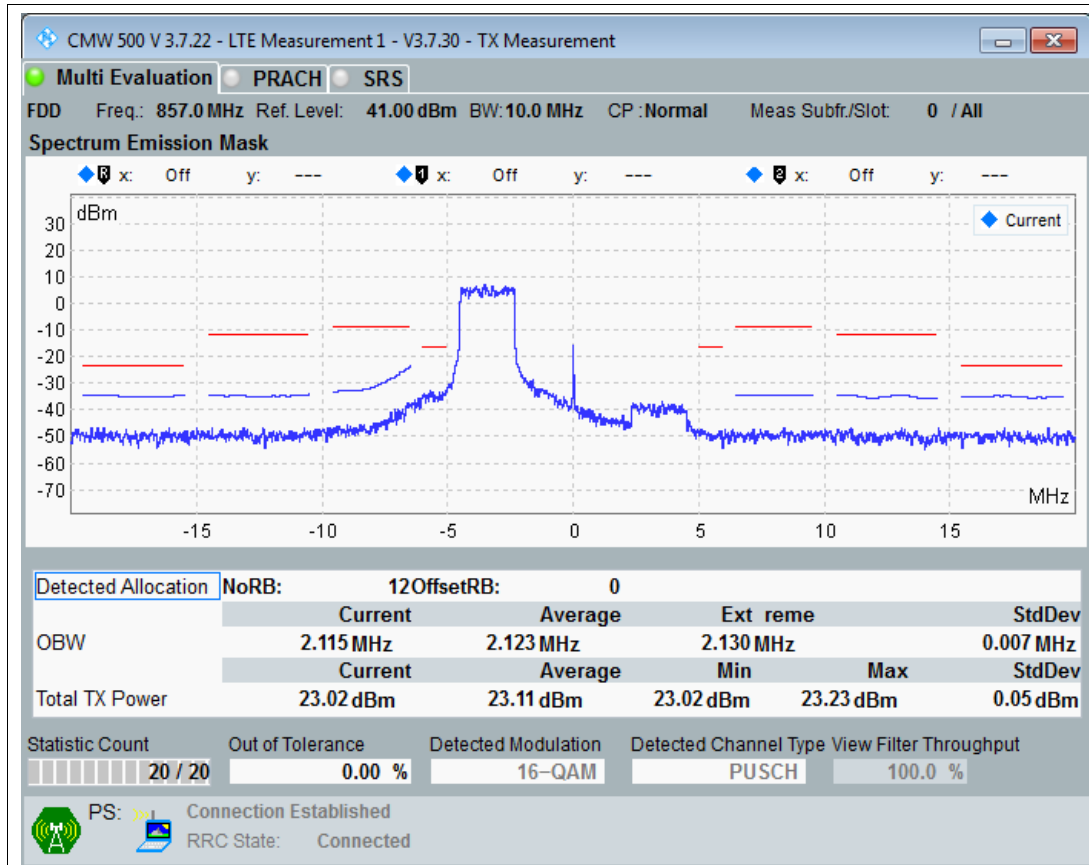 CMW 500 V 3.7.22 - LTE Measurement 1 - V3.7.30 - TX Measurement
Multi Evaluation PRACH SRS
FDD Freq.: 857.0 MHz Ref. Level: 41.00 dBm BW: 10.0 MHz CP : Normal Meas Subfr./Slot: 0 / All
Spectrum Emission Mask
R x: Off y: --- 1 x: Off y: --- 2 x: Off y: ---
dBm
Current
30
20
10
0
-10
-20
-30
-40
-50
-60
-70
MHz
-15 -10 -5 0 5 10 15
Detected Allocation NoRB: 12 OffsetRB: 0
Current Average Ext reme StdDev
OBW 2.115 MHz 2.123 MHz 2.130 MHz 0.007 MHz
Current Average Min Max StdDev
Total TX Power 23.02 dBm 23.11 dBm 23.02 dBm 23.23 dBm 0.05 dBm
Statistic Count Out of Tolerance Detected Modulation Detected Channel Type View Filter Throughput
20 / 20 0.00 % 16-QAM PUSCH 100.0 %
PS: Connection Established
RRC State: Connected